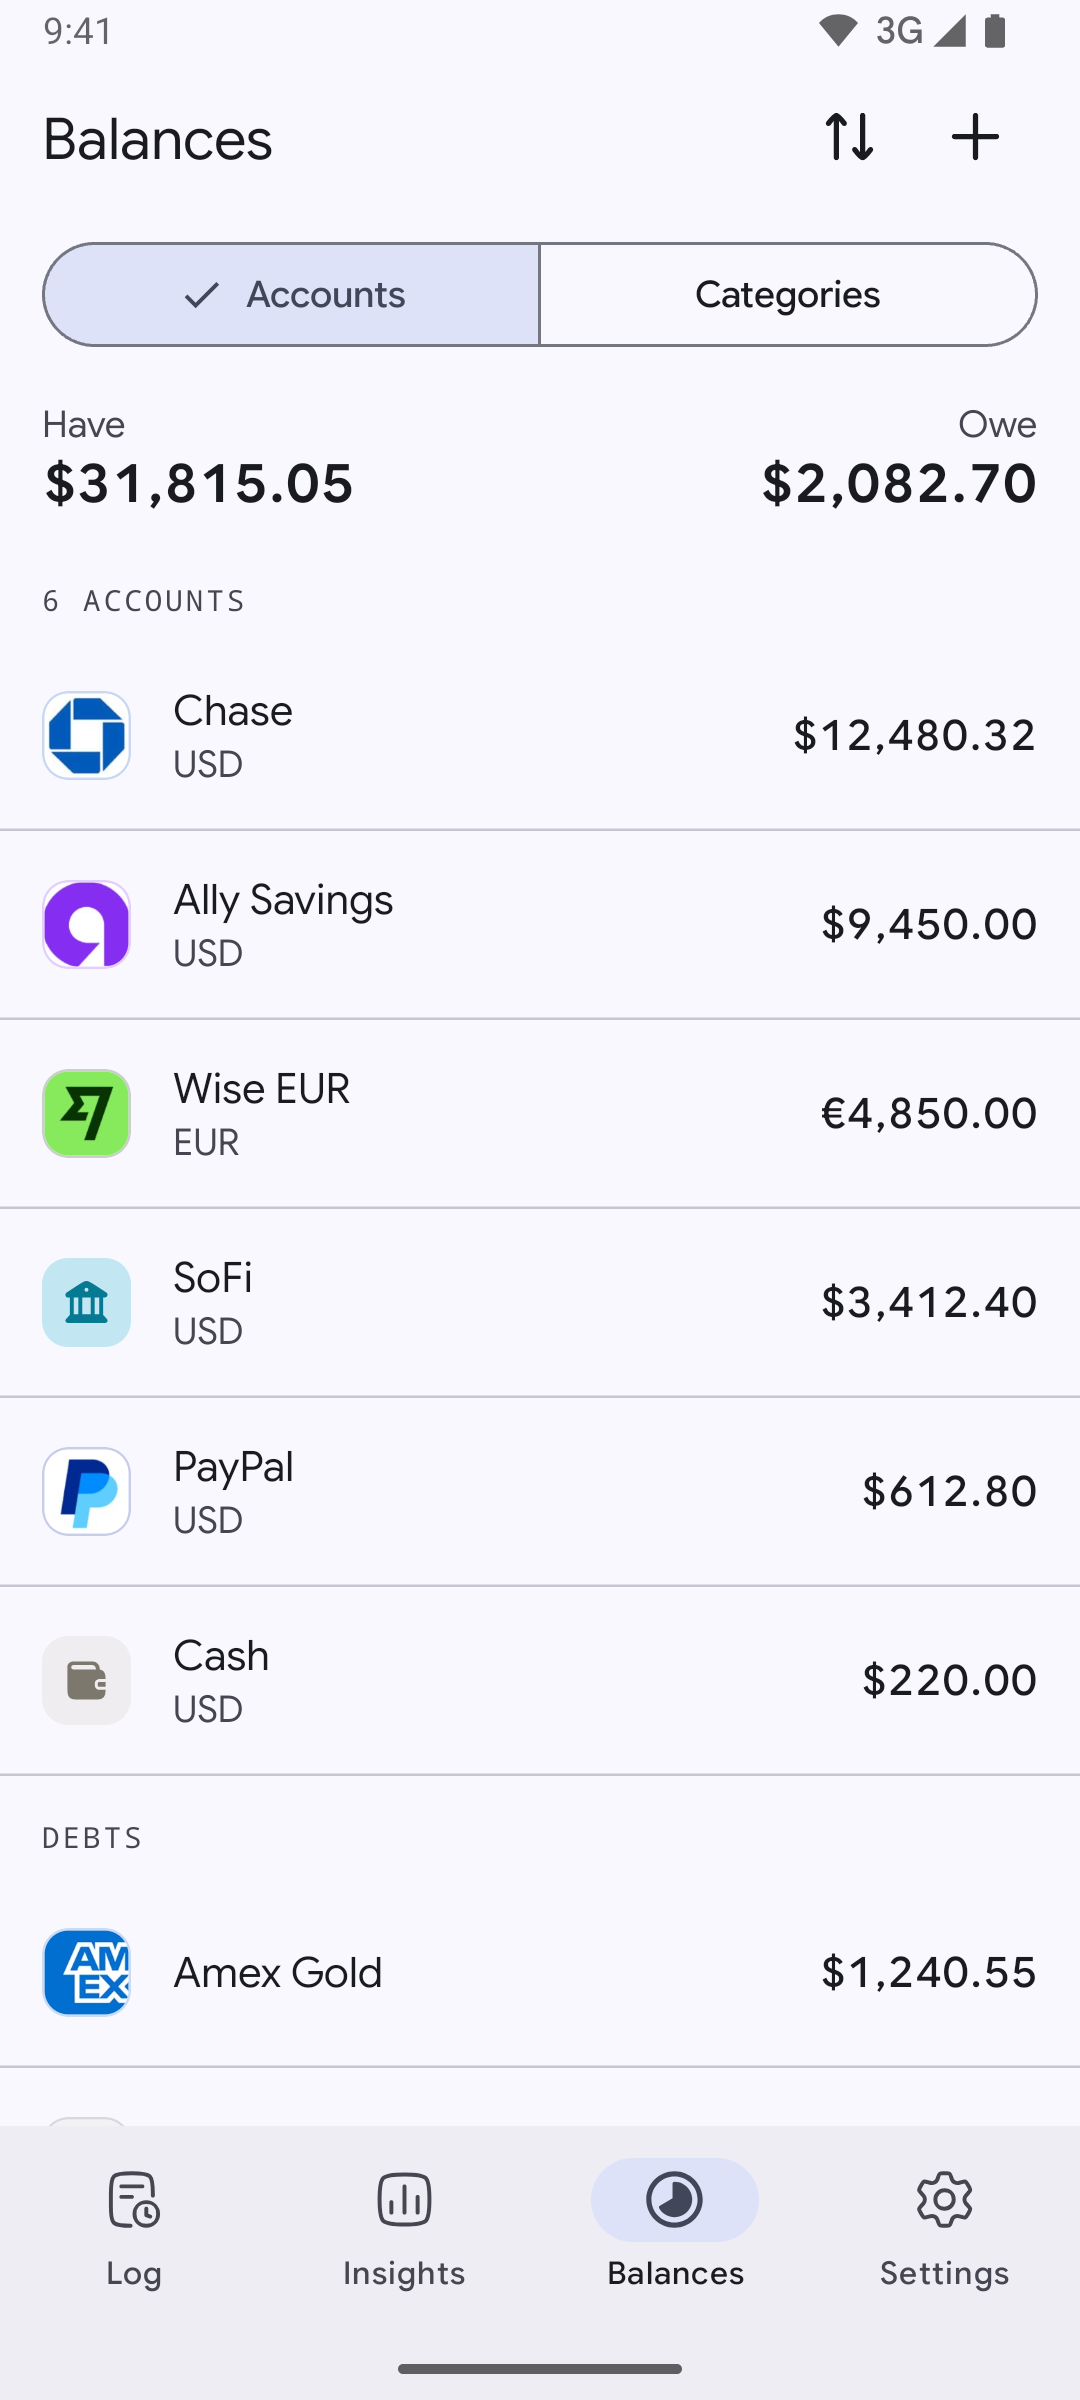 9:41
3G
Balances
Accounts
Categories
Have
Owe
$31,815.05
$2,082.70
6 ACCOUNTS
Chase
USD
$12,480.32
Ally Savings
USD
$9,450.00
Wise EUR
EUR
€4,850.00
SoFi
USD
$3,412.40
PayPal
USD
$612.80
Cash
USD
$220.00
DEBTS
AM
EX
Amex Gold
$1,240.55
Log
Insights
Balances
Settings